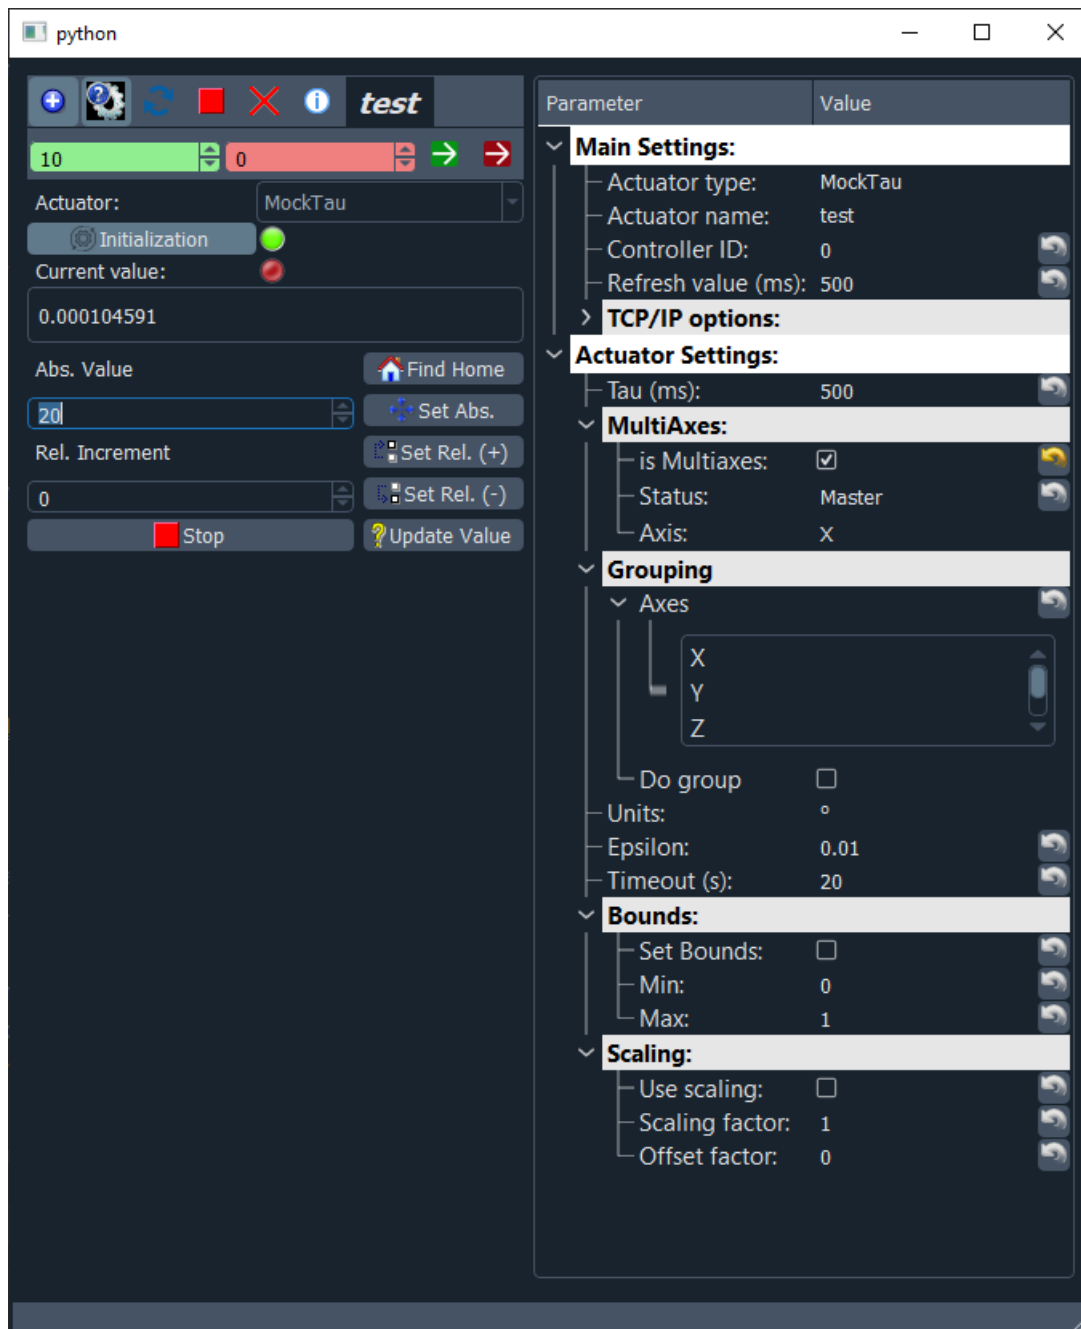 python
test
10
0
Actuator:
MockTau
Initialization
Current value:
0.000104591
Abs. Value
Find Home
20
Set Abs.
Rel. Increment
Set Rel. (+)
0
Set Rel. (-)
Stop
Update Value
Parameter Value
Main Settings:
Actuator type: MockTau
Actuator name: test
Controller ID: 0
Refresh value (ms): 500
TCP/IP options:
Actuator Settings:
Tau (ms): 500
MultiAxes:
is Multiaxes:
Status: Master
Axis: X
Grouping
Axes
X
Y
Z
Do group
Units: °
Epsilon: 0.01
Timeout (s): 20
Bounds:
Set Bounds:
Min: 0
Max: 1
Scaling:
Use scaling:
Scaling factor: 1
Offset factor: 0